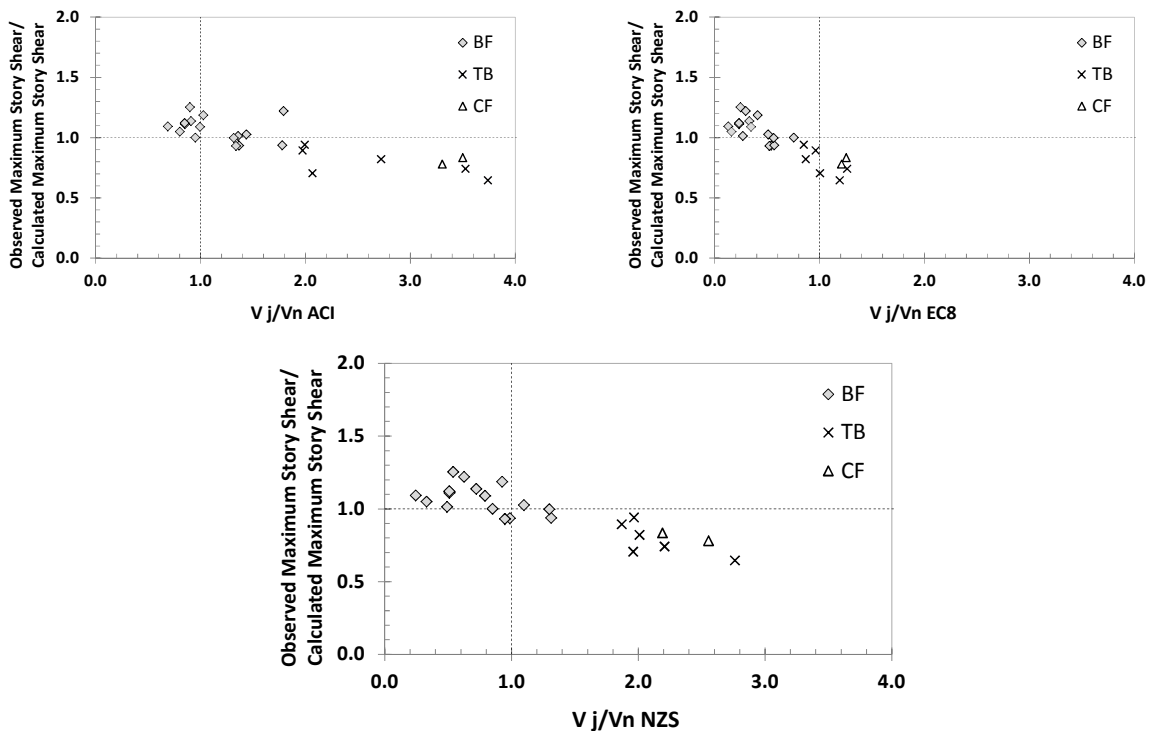 Observed Maximum Story Shear/
Calculated Maximum Story Shear
2.0
1.5
1.0
0.5
0.0
0.0 1.0 2.0 3.0 4.0
V j/Vn ACI
BF
TB
CF
Observed Maximum Story Shear/
Calculated Maximum Story Shear
2.0
1.5
1.0
0.5
0.0
0.0 1.0 2.0 3.0 4.0
V j/Vn EC8
BF
TB
CF
Observed Maximum Story Shear/
Calculated Maximum Story Shear
2.0
1.5
1.0
0.5
0.0
0.0 1.0 2.0 3.0 4.0
V j/Vn NZS
BF
TB
CF